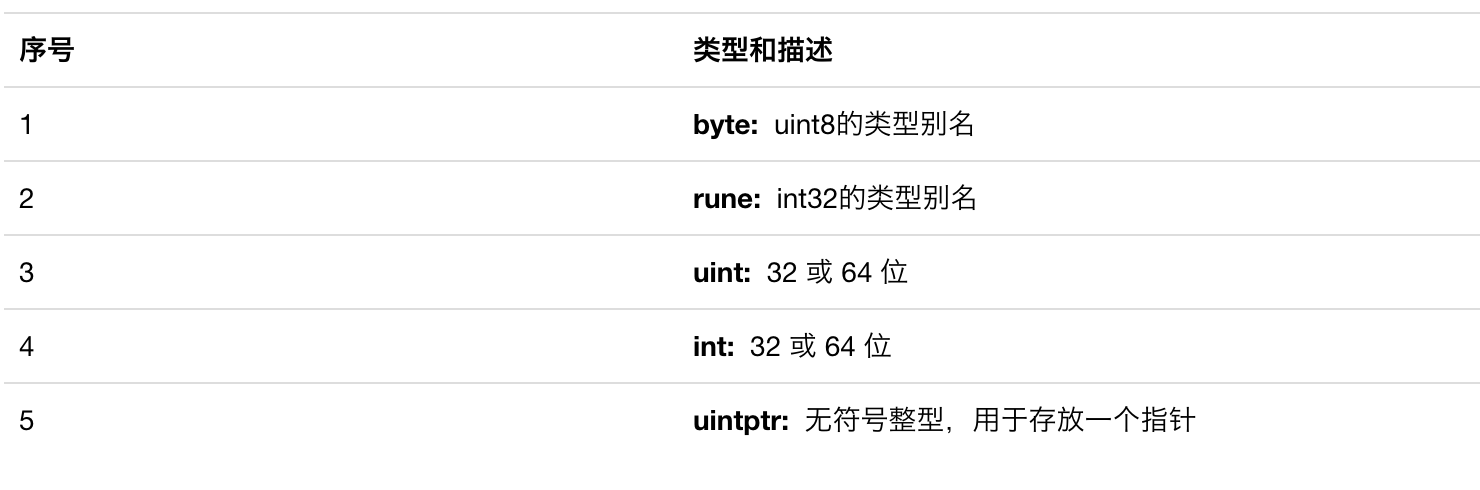 序号 类型和描述
1 byte: uint8的类型别名
2 rune: int32的类型别名
3 uint: 32 或 64 位
4 int: 32 或 64 位
5 uintptr: 无符号整型，用于存放一个指针